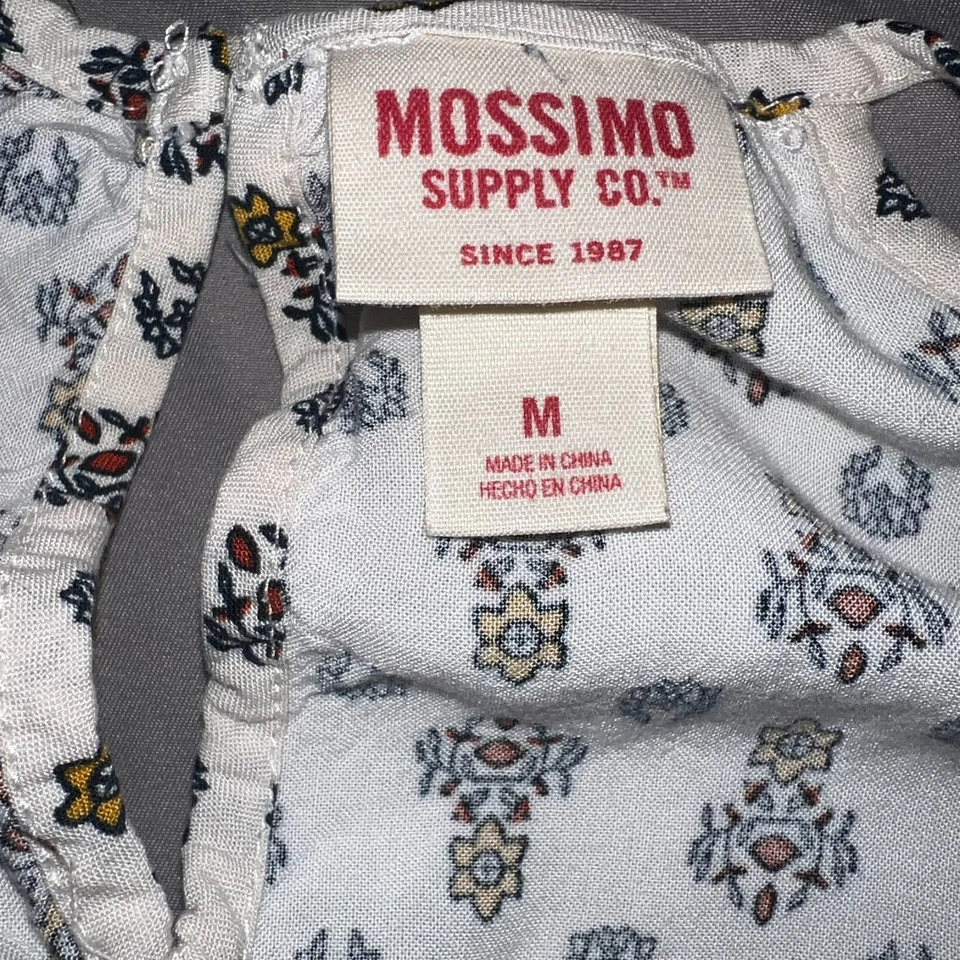 MOSSIMO
SUPPLY CO.™
SINCE 1987
M
MADE IN CHINA
HECHO EN CHINA